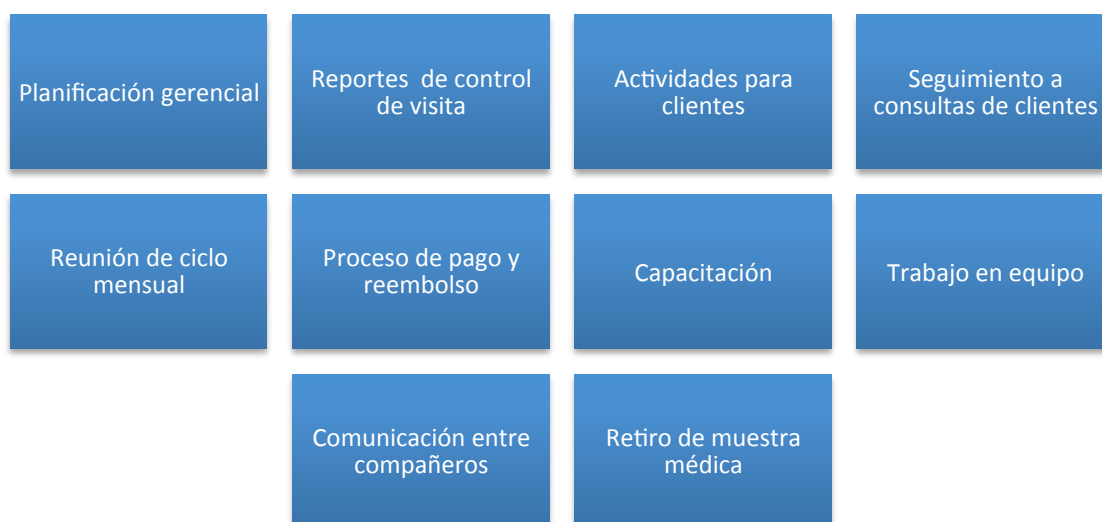 Planificación gerencial
Reportes  de control
de visita
Actividades para
clientes
Seguimiento a
consultas de clientes
Reunión de ciclo
mensual
Proceso de pago y
reembolso
Capacitación
Trabajo en equipo
Comunicación entre
compañeros
Retiro de muestra
médica